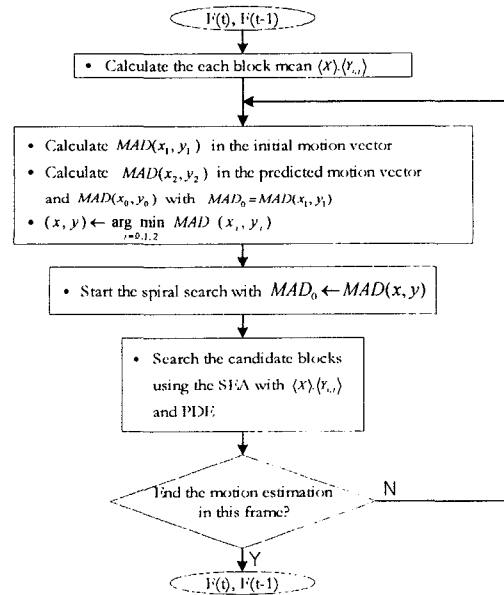 F(t), F(t-1)
• Calculate the each block mean ⟨X⟩.⟨Y_{s,t}⟩
• Calculate MAD(x₁, y₁) in the initial motion vector
• Calculate MAD(x₂, y₂) in the predicted motion vector
and MAD(x₀, y₀) with MAD₀=MAD(x₁, y₁)
• (x, y) ← arg min MAD (xᵢ, yᵢ)
i=0,1,2
• Start the spiral search with MAD₀ ← MAD(x, y)
• Search the candidate blocks
using the SEA with ⟨X⟩.⟨Y_{s,t}⟩
and PDE
End the motion estimation
in this frame?
N
Y
F(t), F(t-1)